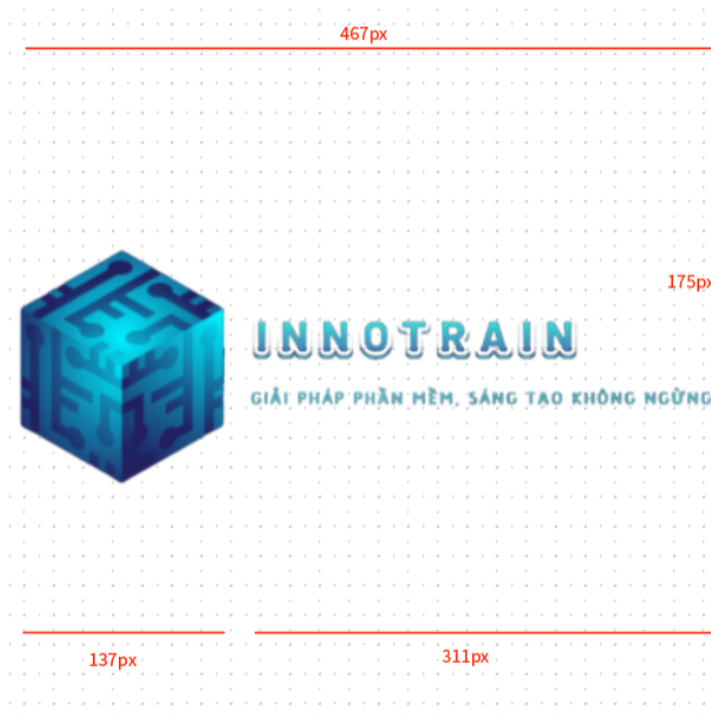 467px
175px
INNOTRAIN
GIẢI PHÁP PHẦN MỀM, SÁNG TẠO KHÔNG NGỪNG
137px
311px